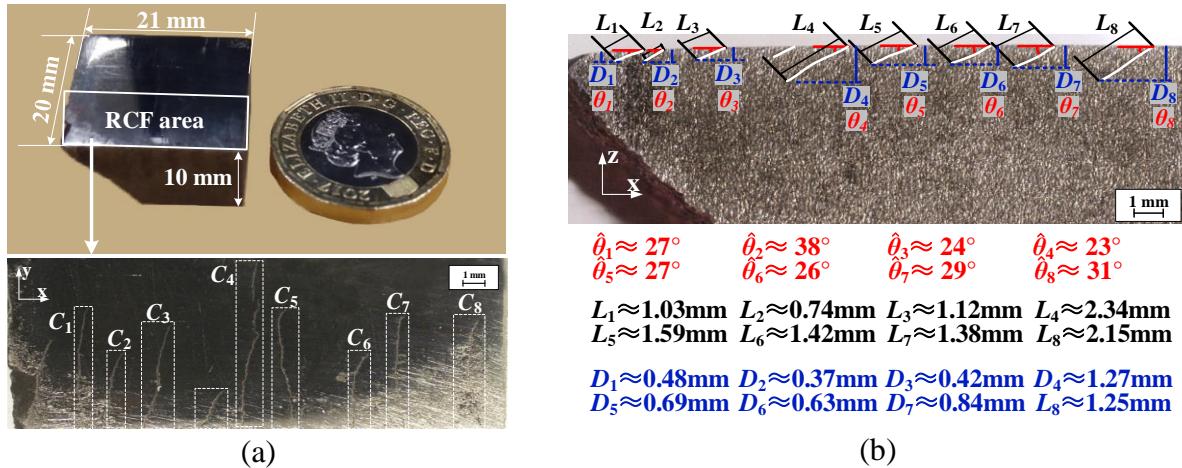 21 mm
20 mm
RCF area
10 mm
ELIZABETH II · D · G · REG · F · D
2017
y
x
C1 C2 C3 C4 C5 C6 C7 C8
1 mm
(a)
L1 L2 L3 L4 L5 L6 L7 L8
D1 D2 D3 D4 D5 D6 D7 D8
θ1 θ2 θ3 θ4 θ5 θ6 θ7 θ8
z
x
1 mm
θ̂1≈ 27° θ̂2≈ 38° θ̂3≈ 24° θ̂4≈ 23°
θ̂5≈ 27° θ̂6≈ 26° θ̂7≈ 29° θ̂8≈ 31°
L1≈1.03mm L2≈0.74mm L3≈1.12mm L4≈2.34mm
L5≈1.59mm L6≈1.42mm L7≈1.38mm L8≈2.15mm
D1≈0.48mm D2≈0.37mm D3≈0.42mm D4≈1.27mm
D5≈0.69mm D6≈0.63mm D7≈0.84mm L8≈1.25mm
(b)